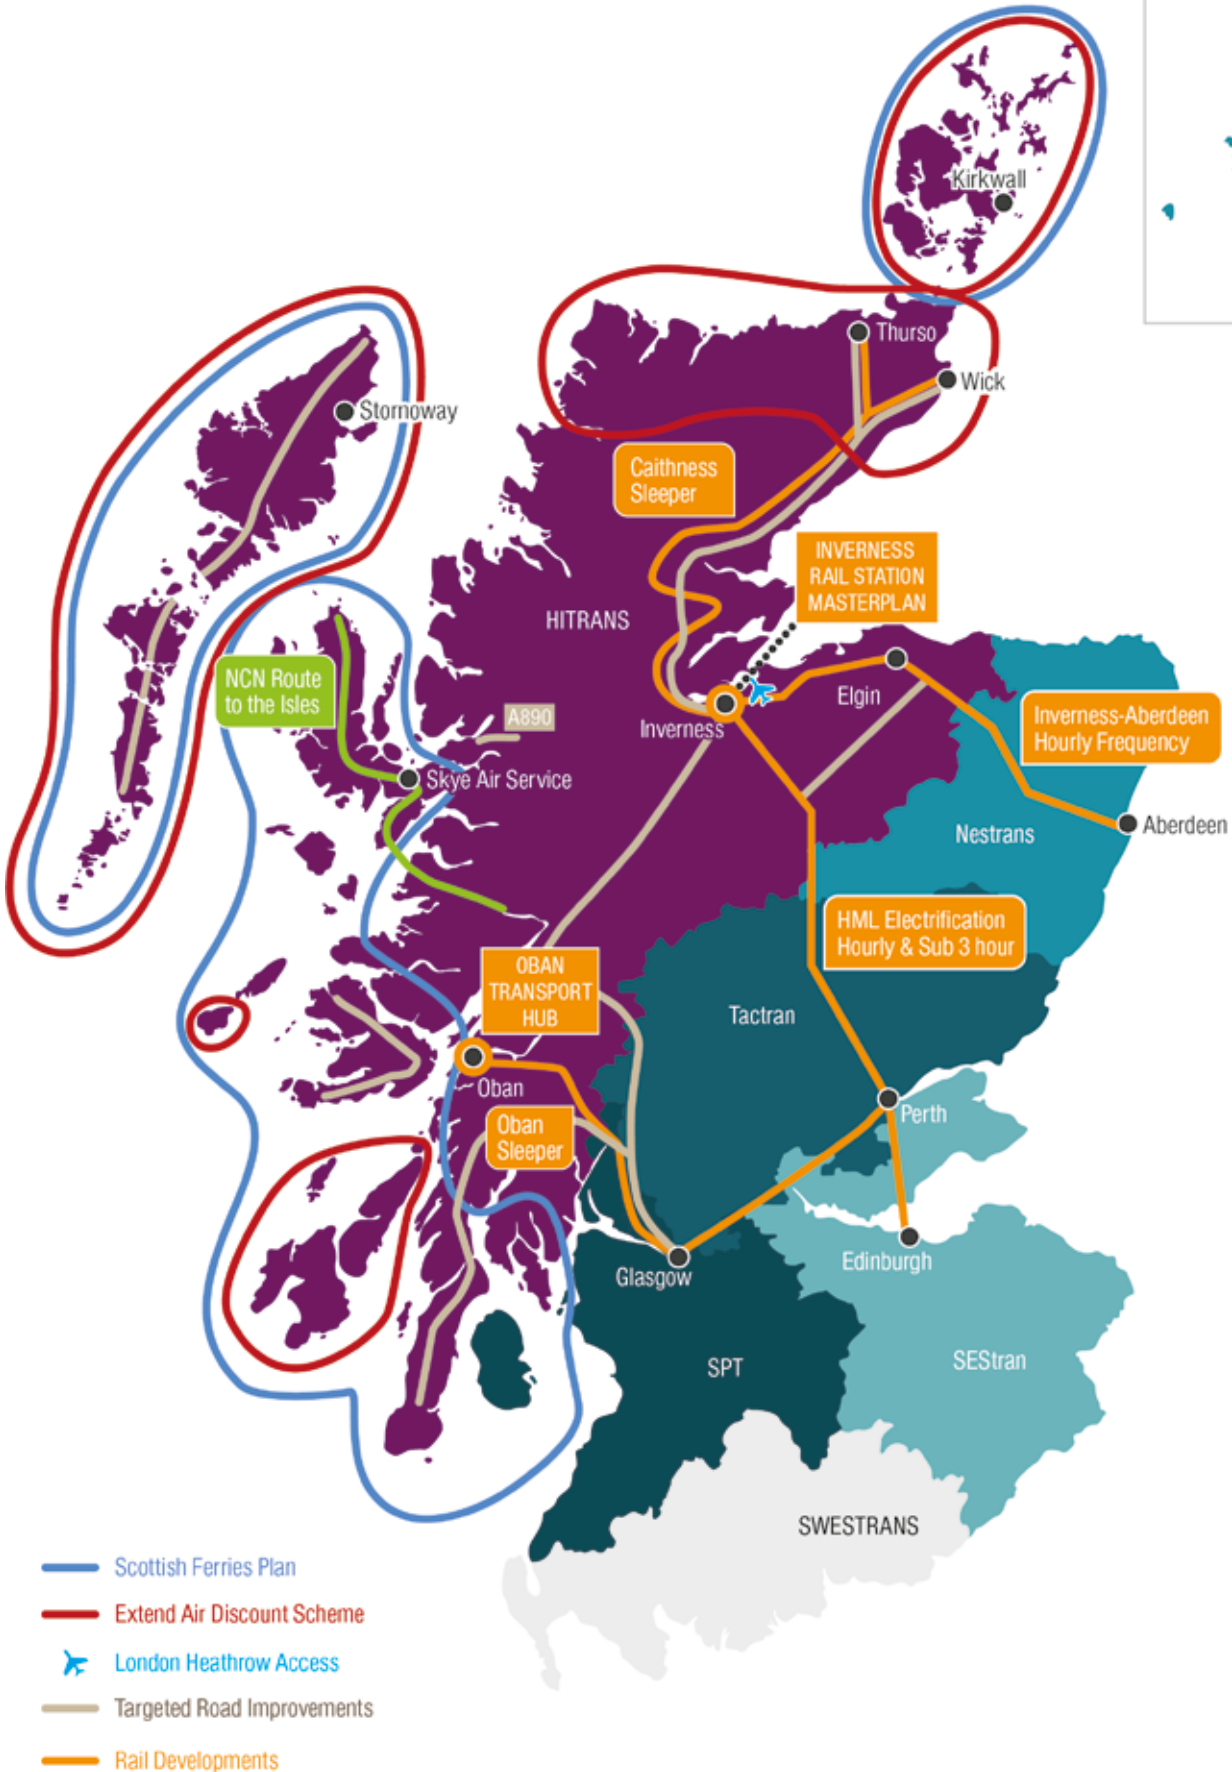 Kirkwall
Thurso
Wick
Stornoway
Caithness
Sleeper
INVERNESS
RAIL STATION
MASTERPLAN
HITRANS
NCN Route
to the Isles
A890
Elgin
Inverness
Inverness-Aberdeen
Hourly Frequency
Skye Air Service
Aberdeen
Nestrans
HML Electrification
Hourly & Sub 3 hour
OBAN
TRANSPORT
HUB
Tactran
Oban
Perth
Oban
Sleeper
Edinburgh
Glasgow
SPT
SEStran
SWESTRANS
Scottish Ferries Plan
Extend Air Discount Scheme
London Heathrow Access
Targeted Road Improvements
Rail Developments